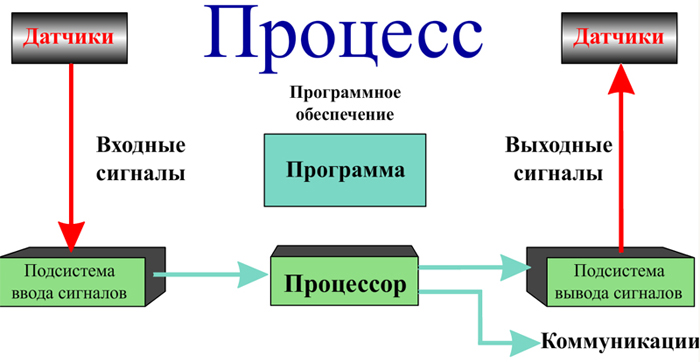 Датчики
Процесс
Датчики
Программное
обеспечение
Входные
сигналы
Программа
Выходные
сигналы
Подсистема
ввода сигналов
Процессор
Подсистема
вывода сигналов
Коммуникации